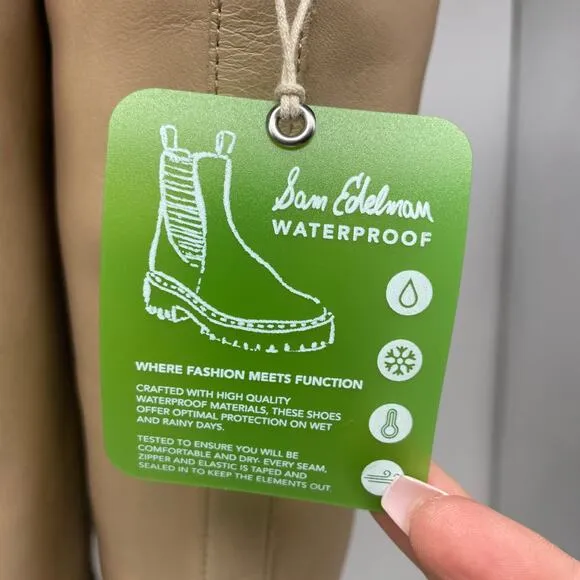 Sam Edelman
WATERPROOF
WHERE FASHION MEETS FUNCTION
CRAFTED WITH HIGH QUALITY
WATERPROOF MATERIALS, THESE SHOES
OFFER OPTIMAL PROTECTION ON WET
AND RAINY DAYS.
TESTED TO ENSURE YOU WILL BE
COMFORTABLE AND DRY- EVERY SEAM,
ZIPPER AND ELASTIC IS TAPED AND
SEALED IN TO KEEP THE ELEMENTS OUT.